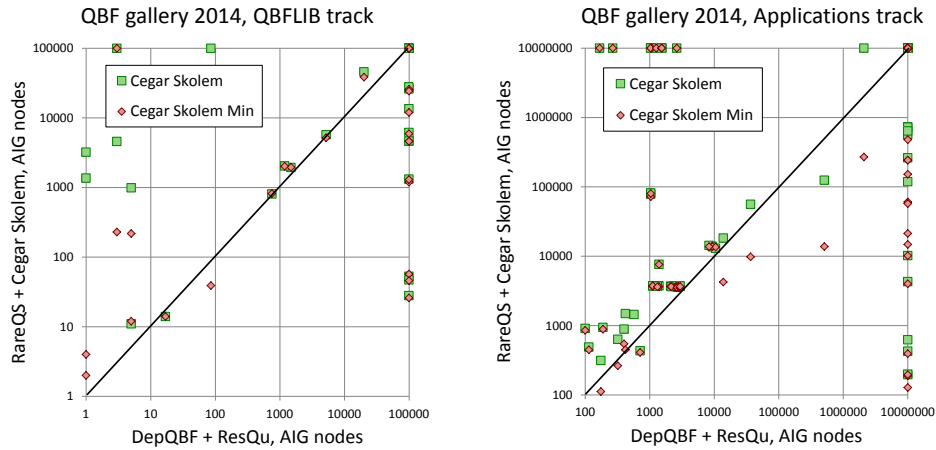 QBF gallery 2014, QBFLIB track
100000
10000
1000
100
10
1
Cegar Skolem
Cegar Skolem Min
1
10
100
1000
10000
100000
RareQS + Cegar Skolem, AIG nodes
DepQBF + ResQu, AIG nodes
QBF gallery 2014, Applications track
10000000
1000000
100000
10000
1000
100
Cegar Skolem
Cegar Skolem Min
100
1000
10000
100000
1000000
10000000
RareQS + Cegar Skolem, AIG nodes
DepQBF + ResQu, AIG nodes